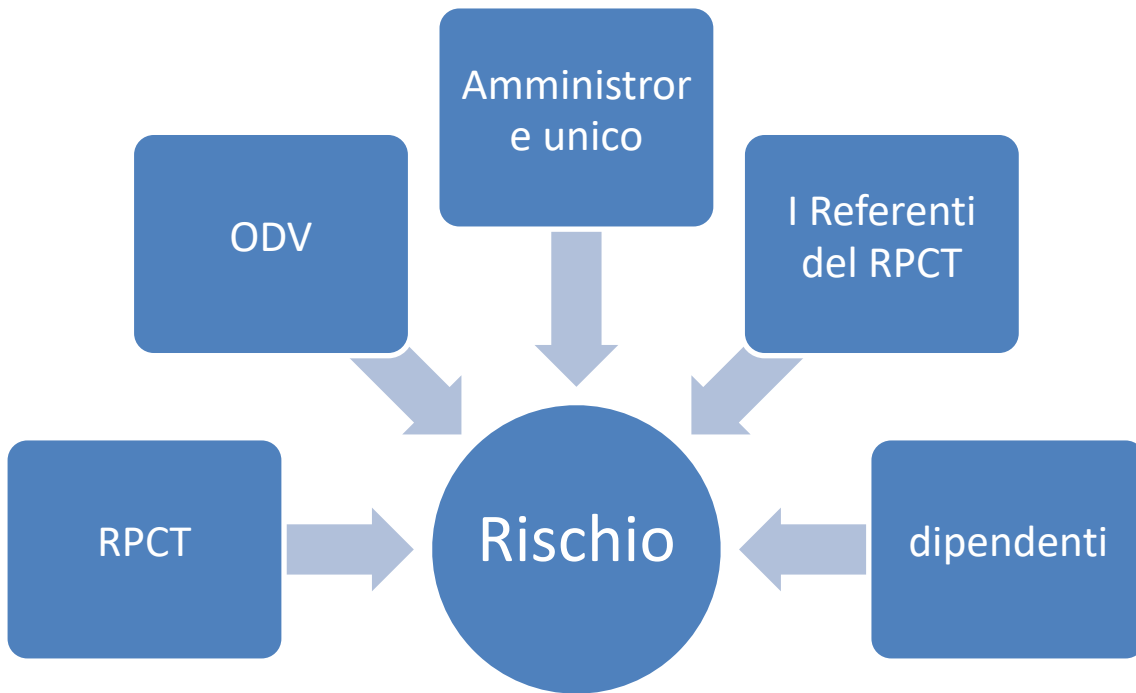 Amministror
e unico
ODV
I Referenti
del RPCT
RPCT
Rischio
dipendenti